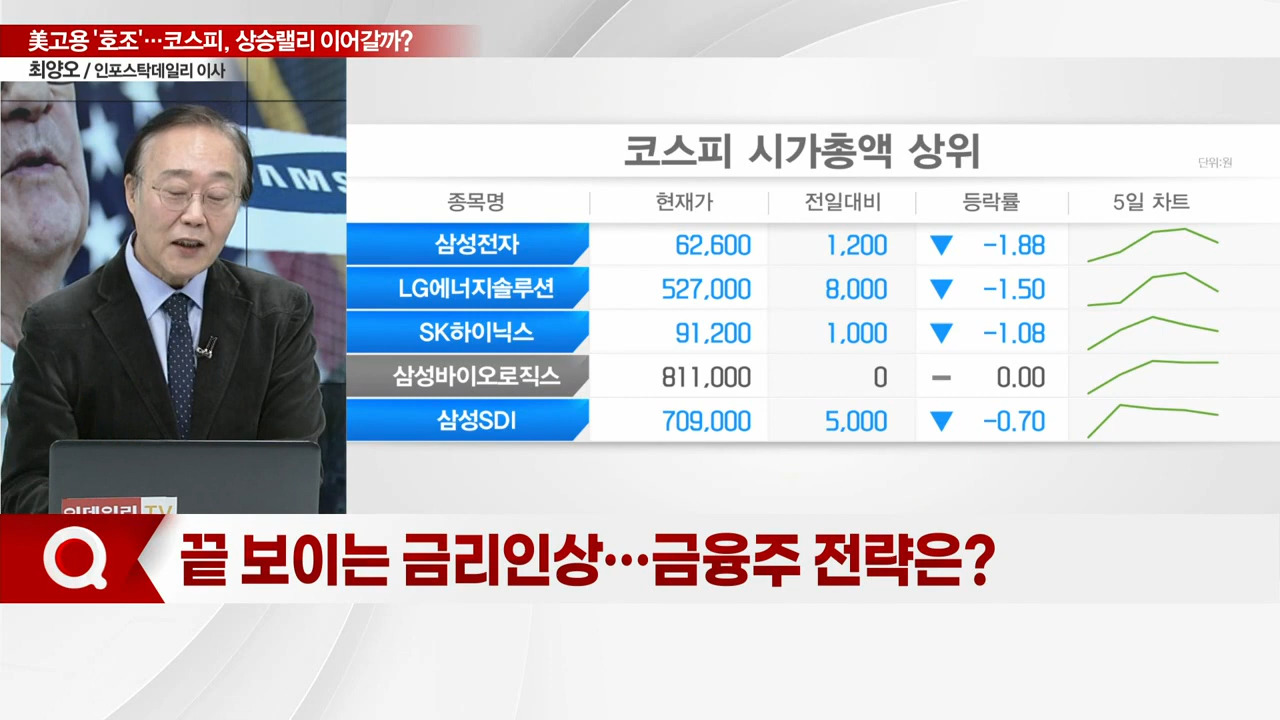 美고용 '호조'…코스피, 상승랠리 이어갈까?
최양오 / 인포스탁데일리 이사
코스피 시가총액 상위
단위:원
종목명 현재가 전일대비 등락률 5일 차트
삼성전자 62,600 1,200 ▼ -1.88
LG에너지솔루션 527,000 8,000 ▼ -1.50
SK하이닉스 91,200 1,000 ▼ -1.08
삼성바이오로직스 811,000 0 - 0.00
삼성SDI 709,000 5,000 ▼ -0.70
이데일리 TV
Q 끝 보이는 금리인상…금융주 전략은?